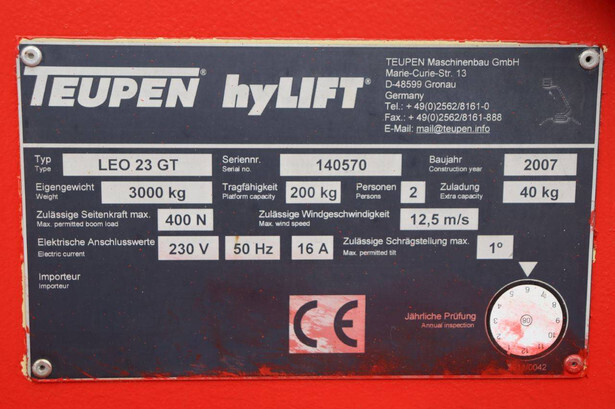 TEUPEN® hyLIFT®
TEUPEN Maschinenbau GmbH
Marie-Curie-Str. 13
D-48599 Gronau
Germany
Tel.: + 49(0)2562/8161-0
Fax.: + 49(0)2562/8161-888
E-Mail: mail@teupen.info
Typ LEO 23 GT Seriennr. 140570 Baujahr 2007
Type Serial no. Construction year
Eigengewicht 3000 kg Tragfähigkeit 200 kg Personen 2 Zuladung 40 kg
Weight Platform capacity Persons Extra capacity
Zulässige Seitenkraft max. 400 N Zulässige Windgeschwindigkeit 12,5 m/s
Max. permitted boom load Max. wind speed
Elektrische Anschlusswerte 230 V 50 Hz 16 A Zulässige Schrägstellung max. 1°
Electric current Max. permitted tilt
Importeur
Importeur
CE
Jährliche Prüfung
Annual inspection
08